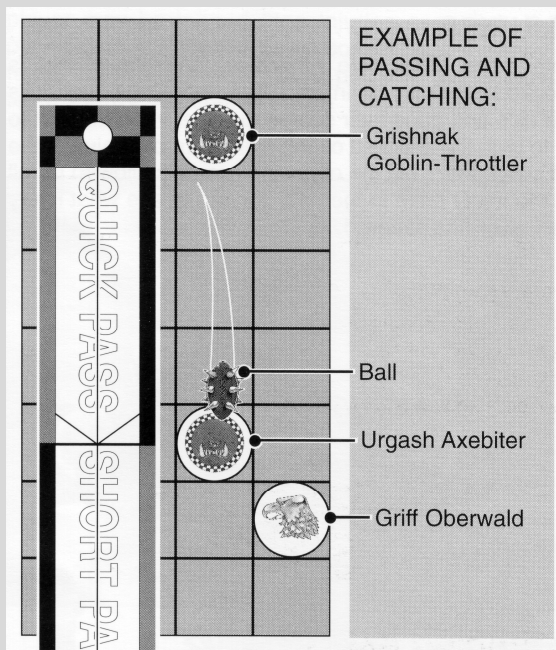 EXAMPLE OF
PASSING AND
CATCHING:
Grishnak
Goblin-Throttler
Ball
Urgash Axebiter
Griff Oberwald
QUICK PASS
SHORT PA